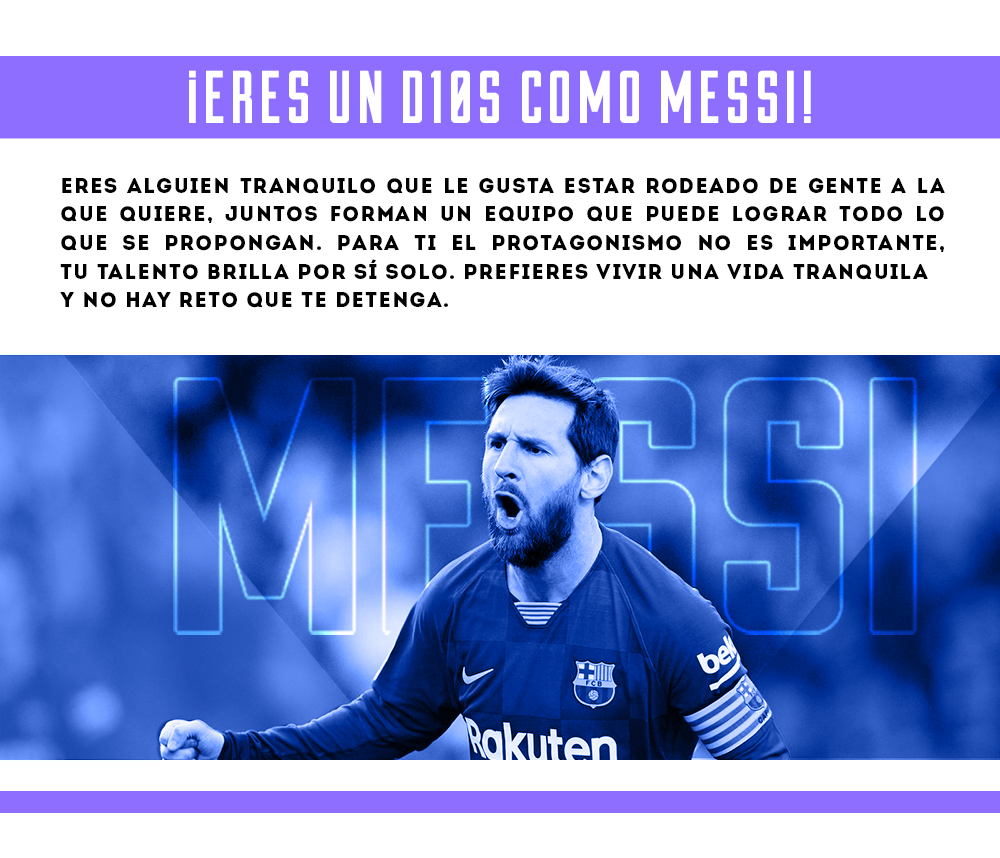 ¡ERES UN D10S COMO MESSI!
ERES ALGUIEN TRANQUILO QUE LE GUSTA ESTAR RODEADO DE GENTE A LA
QUE QUIERE, JUNTOS FORMAN UN EQUIPO QUE PUEDE LOGRAR TODO LO
QUE SE PROPONGAN. PARA TI EL PROTAGONISMO NO ES IMPORTANTE,
TU TALENTO BRILLA POR SÍ SOLO. PREFIERES VIVIR UNA VIDA TRANQUILA
Y NO HAY RETO QUE TE DETENGA.
MESSI
FCB
Rakuten